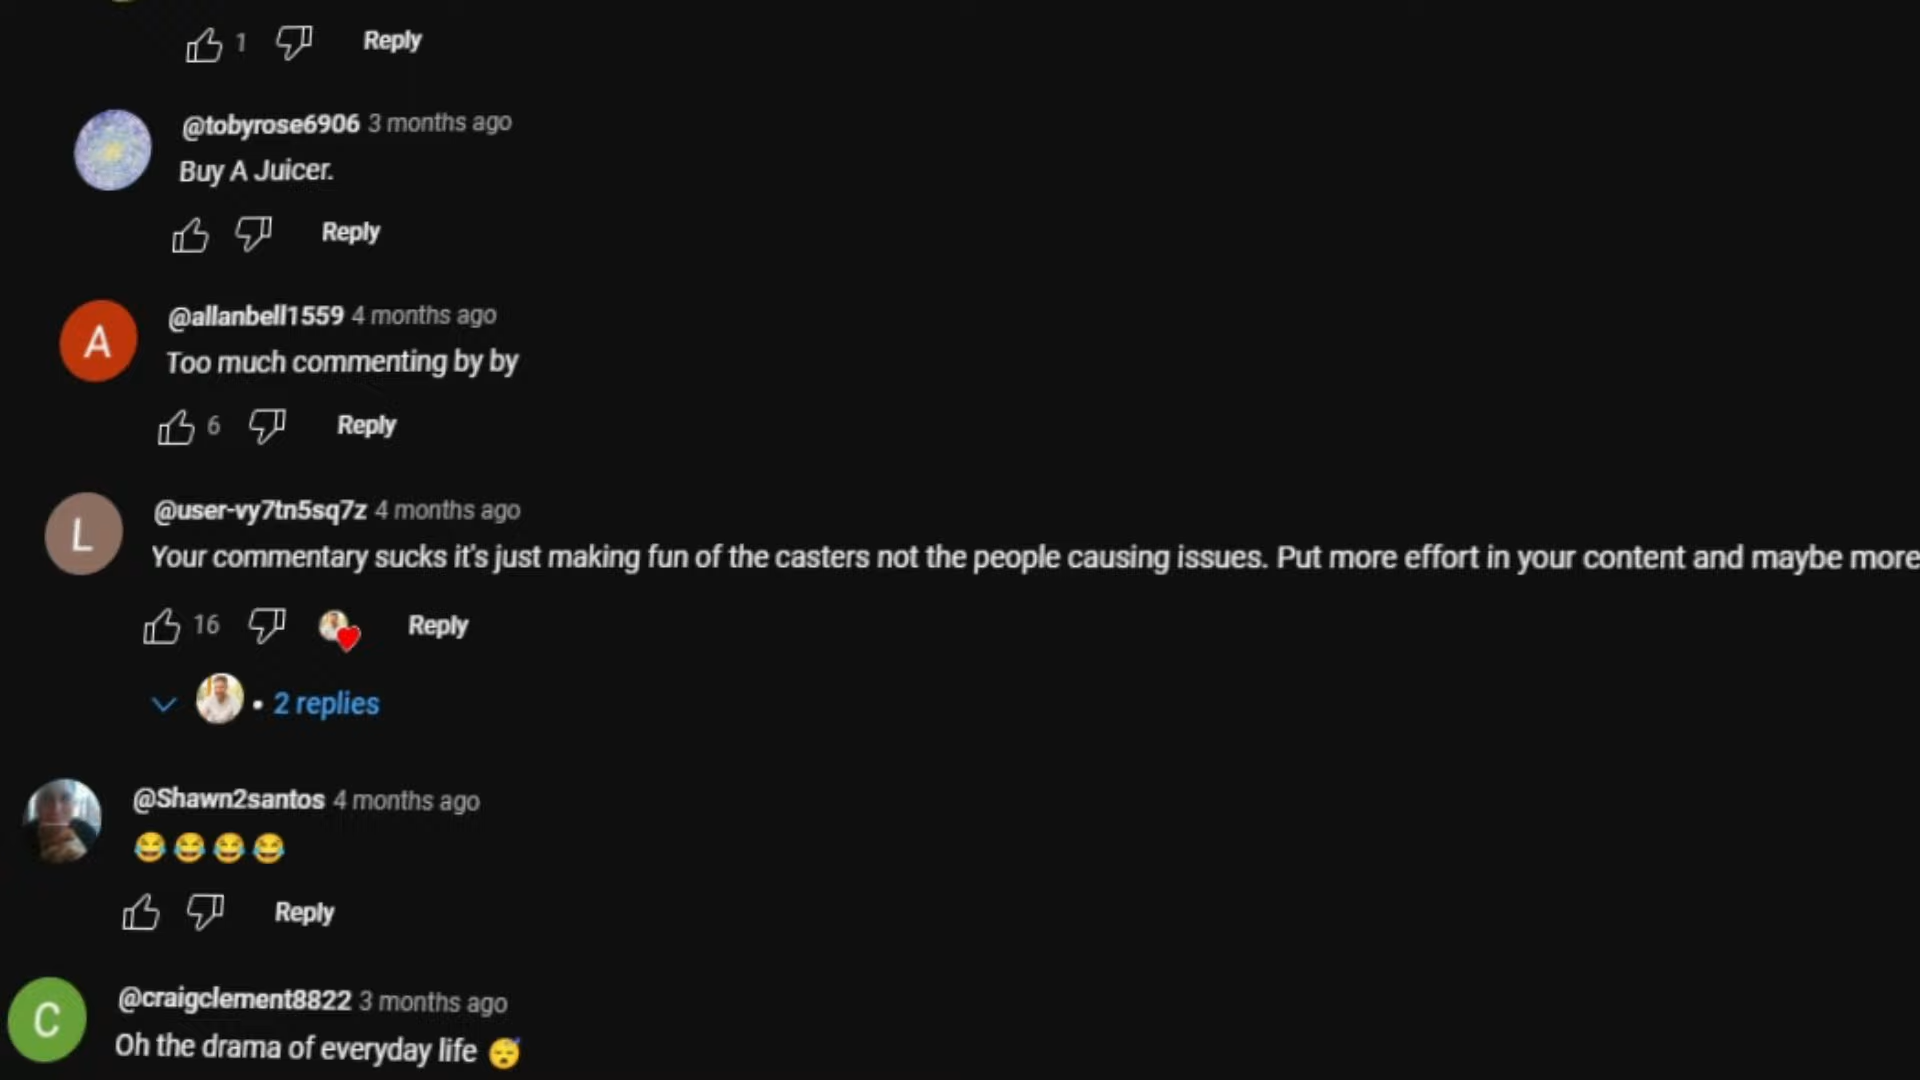 1 Reply
@tobyrose6906 3 months ago
Buy A Juicer.
Reply
@allanbell1559 4 months ago
Too much commenting by by
6 Reply
@user-vy7tn5sq7z 4 months ago
Your commentary sucks it's just making fun of the casters not the people causing issues. Put more effort in your content and maybe more
16 Reply
2 replies
@Shawn2santos 4 months ago
😂😂😂😂
Reply
@craigclement8822 3 months ago
Oh the drama of everyday life 😴
A
L
C